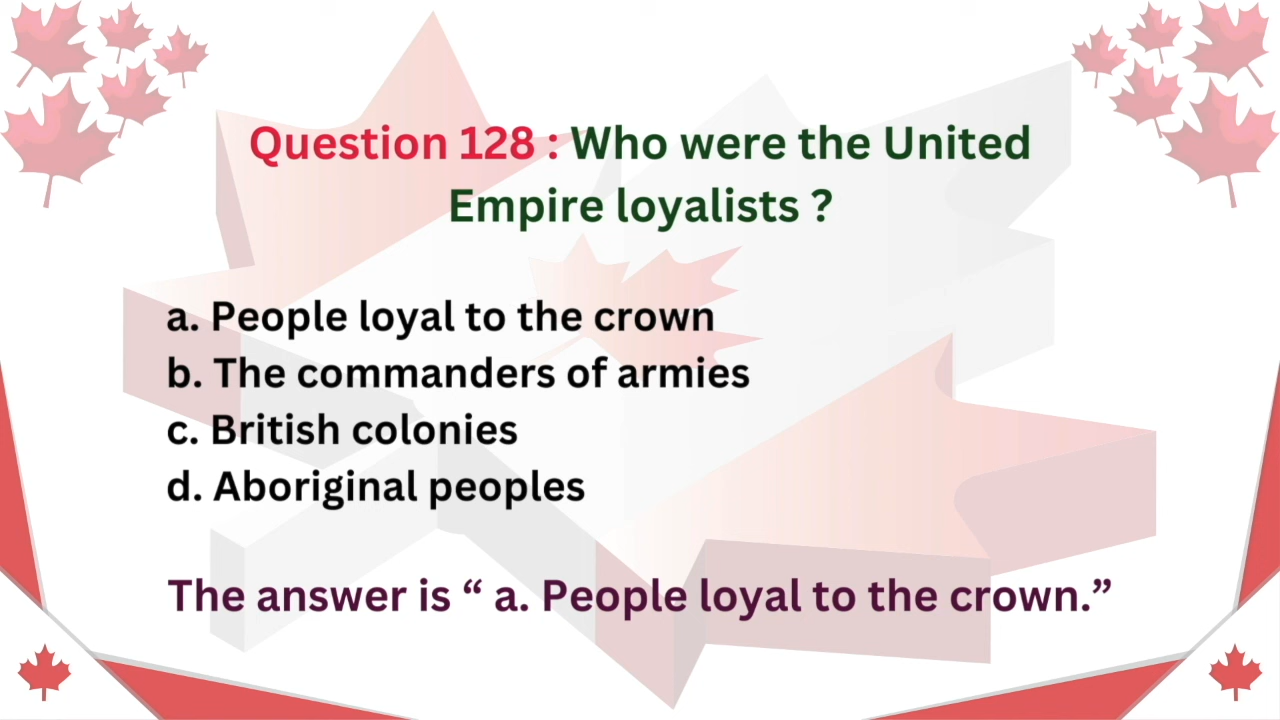 Question 128 : Who were the United
Empire loyalists ?
a. People loyal to the crown
b. The commanders of armies
c. British colonies
d. Aboriginal peoples
The answer is “ a. People loyal to the crown.”